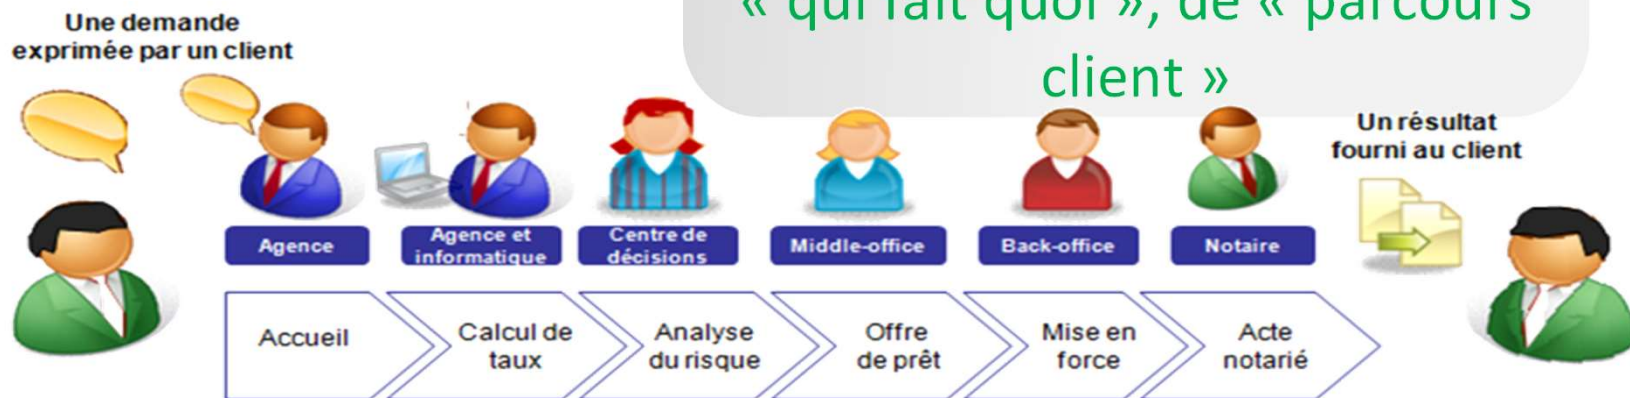 « qui fait quoi », de « parcours
client »
Une demande
exprimée par un client
Un résultat
fourni au client
Agence
Agence et
informatique
Centre de
décisions
Middle-office
Back-office
Notaire
Accueil
Calcul de
taux
Analyse
du risque
Offre
de prêt
Mise en
force
Acte
notarié